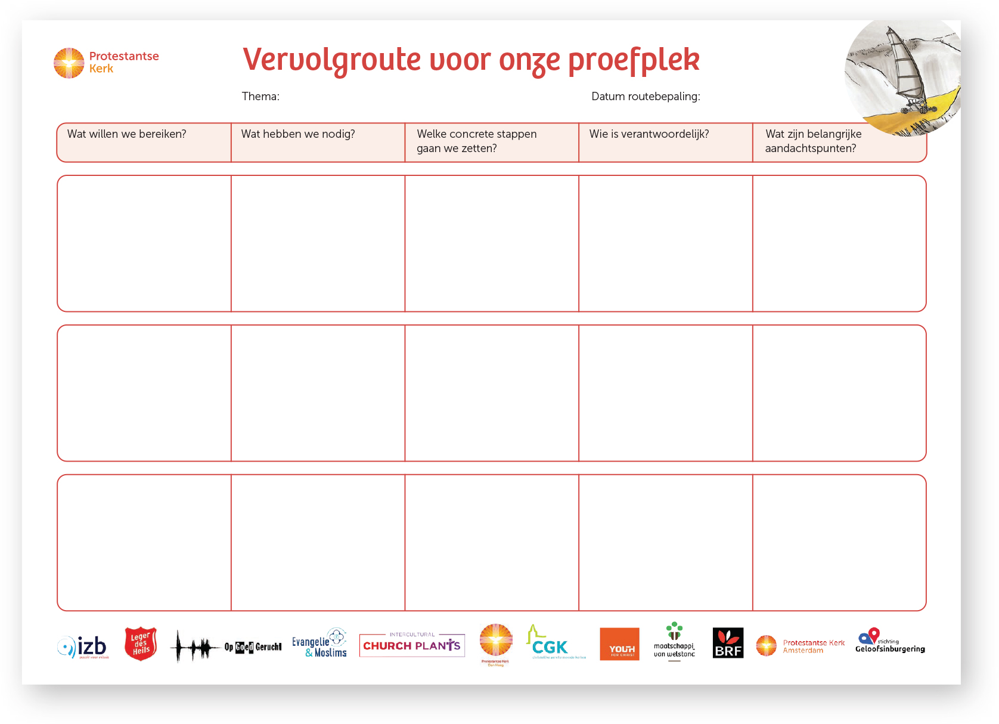 Protestantse
Kerk
Vervolgroute voor onze proefplek
Thema:
Datum routebepaling:
Wat willen we bereiken?
Wat hebben we nodig?
Welke concrete stappen
gaan we zetten?
Wie is verantwoordelijk?
Wat zijn belangrijke
aandachtspunten?
izb
Leger
des
Heils
Op Goed Gerucht
Evangelie
& Moslims
INTERCULTURAL
CHURCH PLANTS
Protestantse Kerk
Den Haag
CGK
YOUTH
FOR CHRIST
maatschappij
van welstand
BRF
Protestantse Kerk
Amsterdam
stichting
Geloofsinburgering